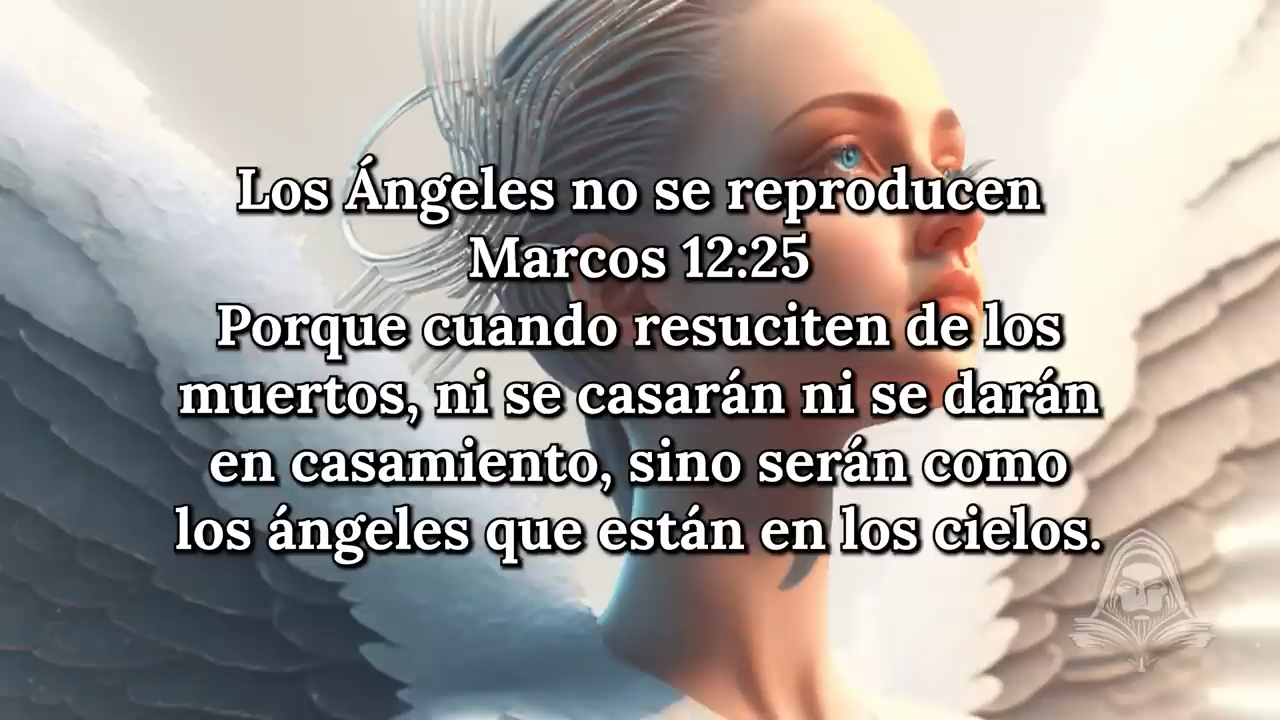 Los Ángeles no se reproducen
Marcos 12:25
Porque cuando resuciten de los
muertos, ni se casarán ni se darán
en casamiento, sino serán como
los ángeles que están en los cielos.